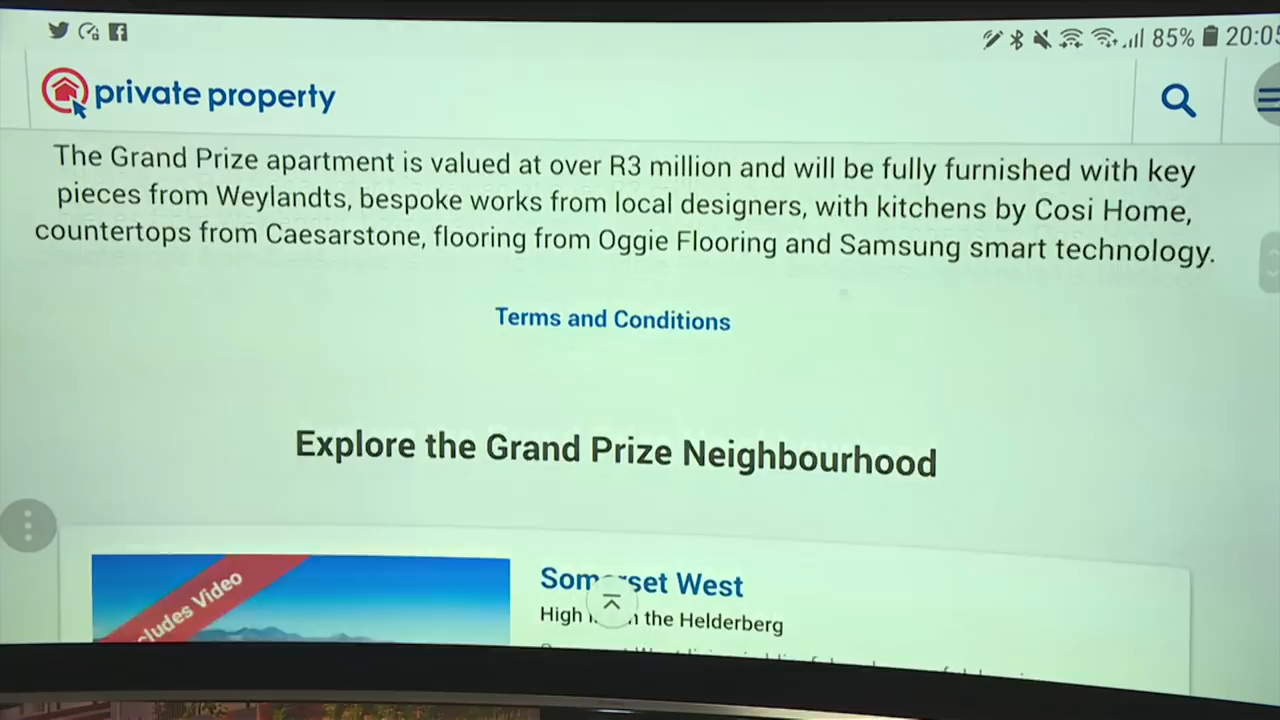 85% 20:05
private property
The Grand Prize apartment is valued at over R3 million and will be fully furnished with key
pieces from Weylandts, bespoke works from local designers, with kitchens by Cosi Home,
countertops from Caesarstone, flooring from Oggie Flooring and Samsung smart technology.
Terms and Conditions
Explore the Grand Prize Neighbourhood
Video
West
High the Helderberg